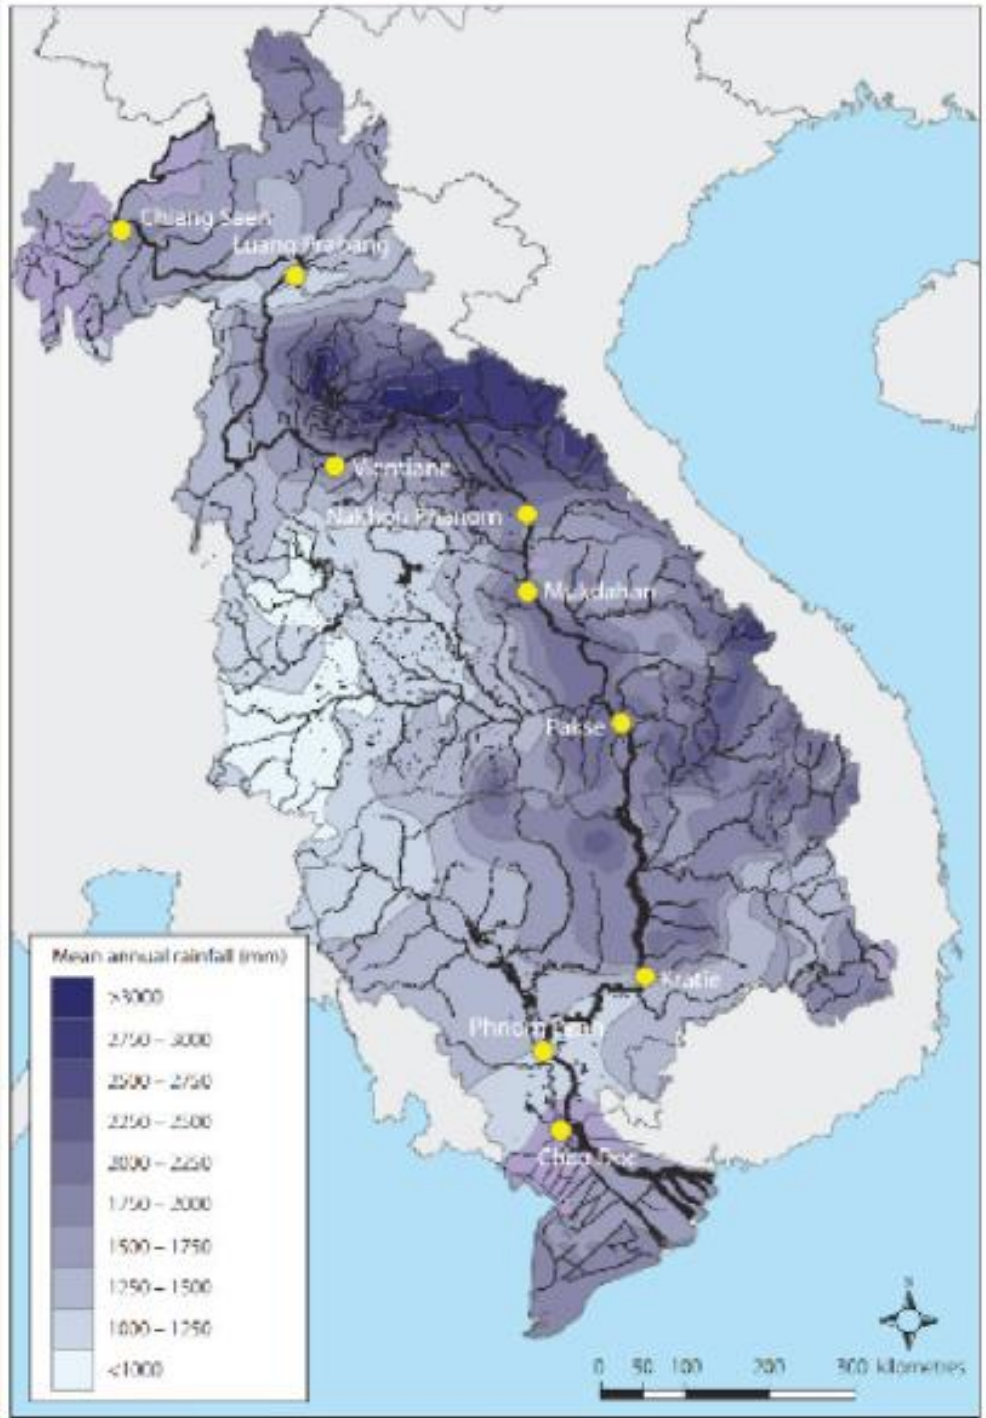 Chiang Saen
Luang Prabang
Vientiane
Nakhon Phanom
Mukdahan
Pakse
Kratie
Phnom Penh
Chau Doc
Mean annual rainfall (mm)
>3000
2750 – 3000
2500 – 2750
2250 – 2500
2000 – 2250
1750 – 2000
1500 – 1750
1250 – 1500
1000 – 1250
<1000
N
0 50 100 200 300 kilometres